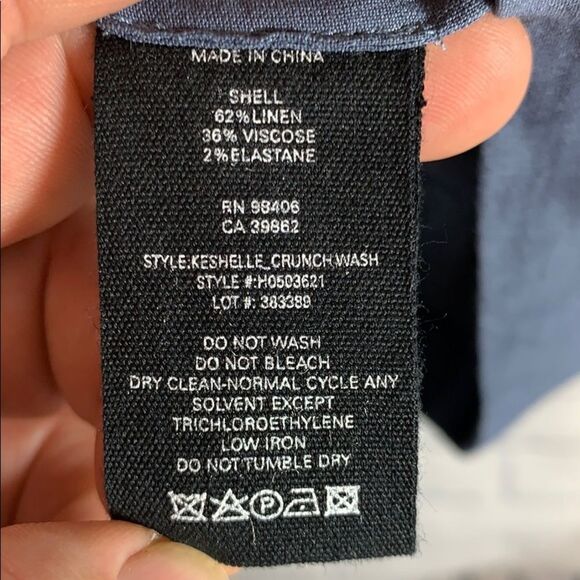 MADE IN CHINA
SHELL
62% LINEN
36% VISCOSE
2% ELASTANE
RN 98406
CA 39862
STYLE:KESHELLE_CRUNCH WASH
STYLE #:H0503621
LOT #: 383389
DO NOT WASH
DO NOT BLEACH
DRY CLEAN-NORMAL CYCLE ANY
SOLVENT EXCEPT
TRICHLOROETHYLENE
LOW IRON
DO NOT TUMBLE DRY
P